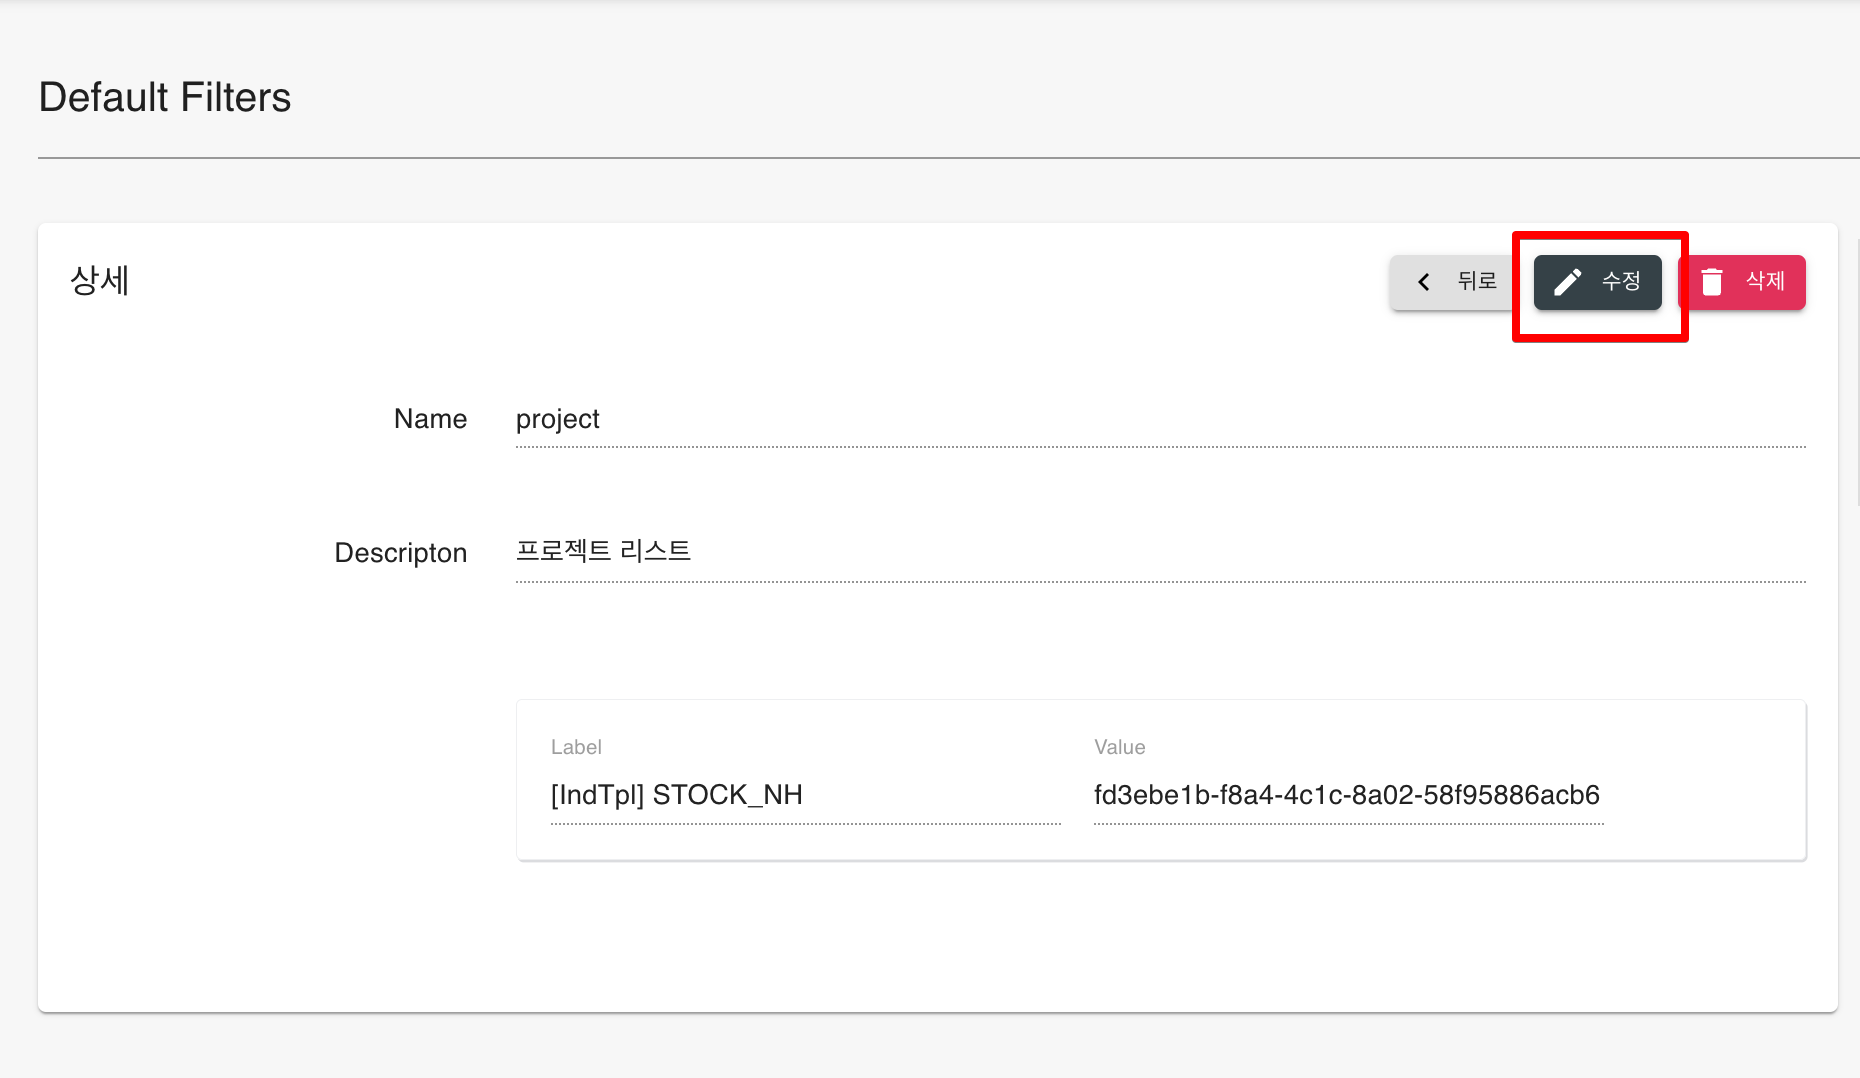 Default Filters
상세
뒤로 수정 삭제
Name project
Descripton 프로젝트 리스트
Label Value
[IndTpl] STOCK_NH fd3ebe1b-f8a4-4c1c-8a02-58f95886acb6